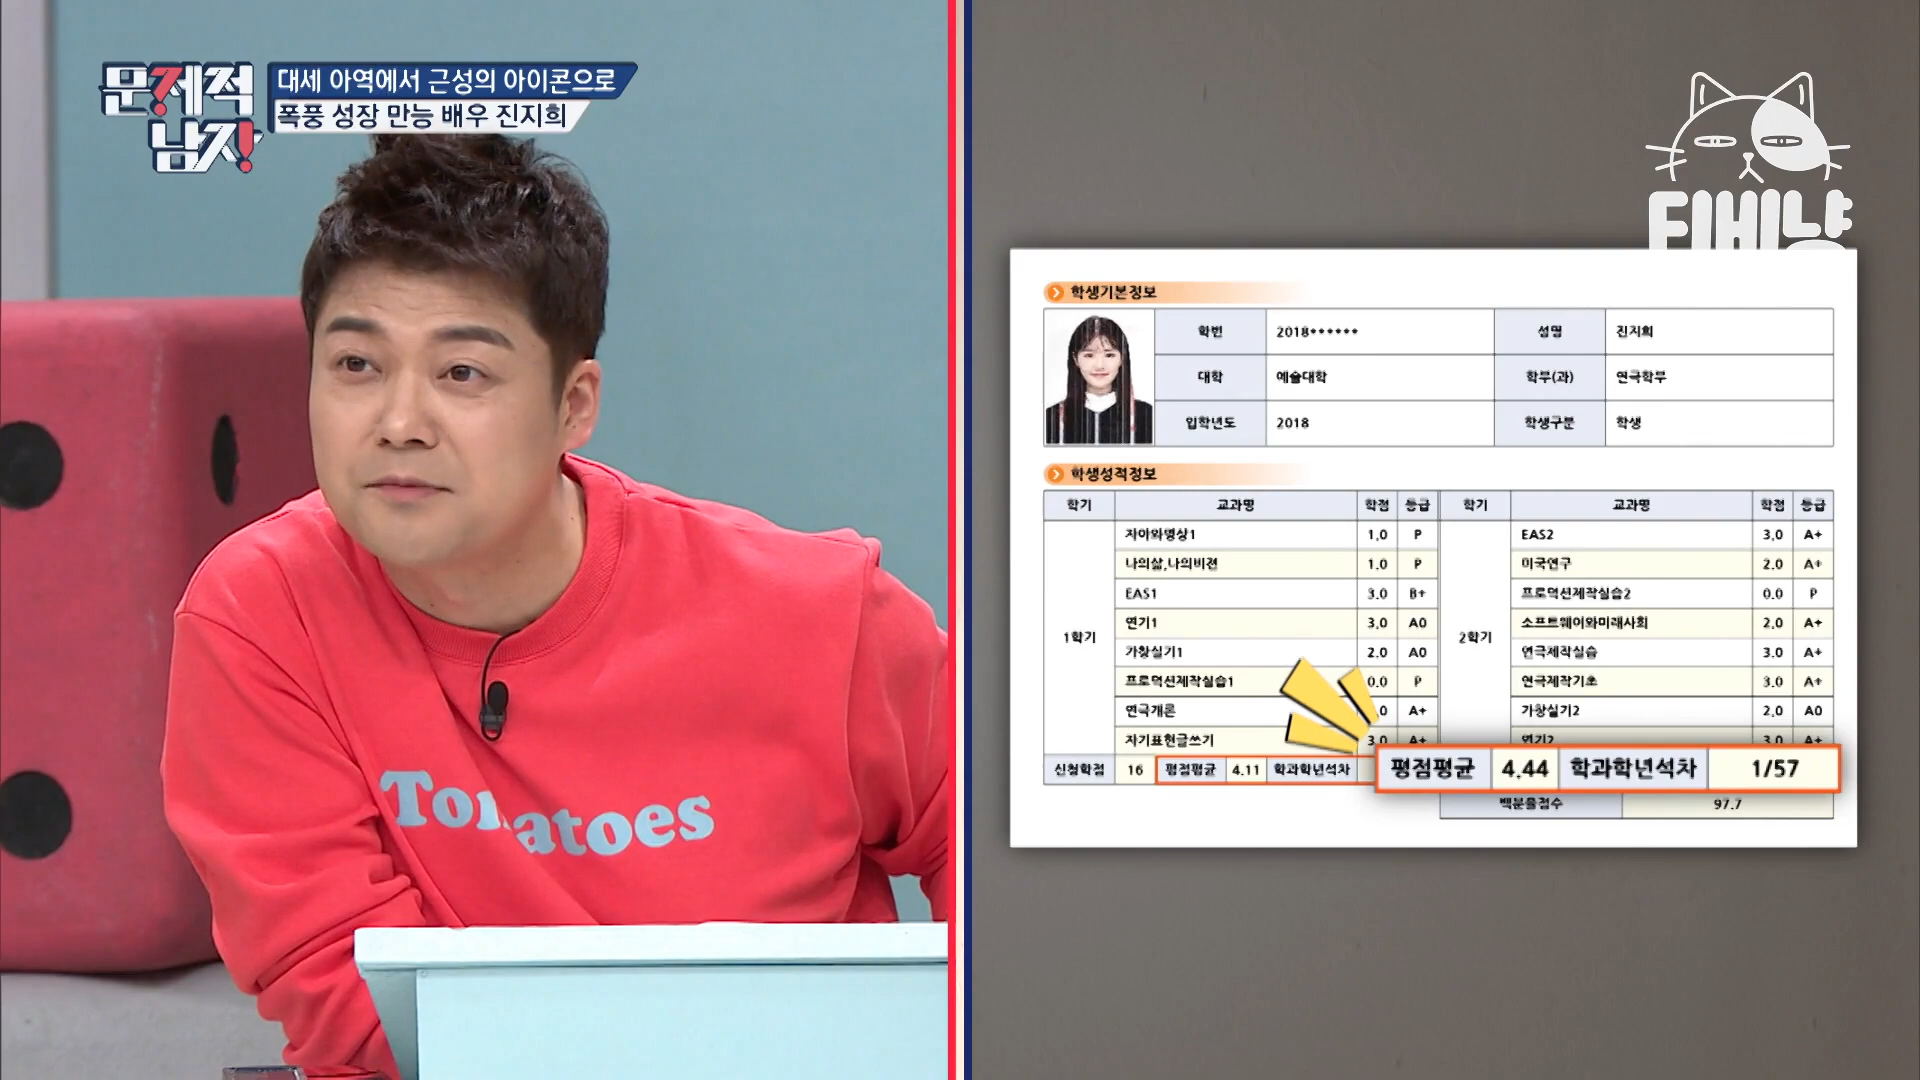 문제적
남자
대세 아역에서 근성의 아이콘으로
폭풍 성장 만능 배우 진지희
티비냥
Tomatoes
학생기본정보
학번 2018****** 성명 진지희
대학 예술대학 학부(과) 연극학부
입학년도 2018 학생구분 학생
학생성적정보
학기 교과명 학점 등급 학기 교과명 학점 등급
자아와명상1 1.0 P EAS2 3.0 A+
나의삶,나의비젼 1.0 P 미국연구 2.0 A+
EAS1 3.0 B+ 프로덕션제작실습2 0.0 P
연기1 3.0 A0 소프트웨어와미래사회 2.0 A+
1학기 2학기
가창실기1 2.0 A0 연극제작실습 3.0 A+
프로덕션제작실습1 0.0 P 연극제작기초 3.0 A+
연극개론 .0 A+ 가창실기2 2.0 A0
자기표현글쓰기 3.0 A+ 연기2 3.0 A+
신청학점 16 평점평균 4.11 학과학년석차 평점평균 4.44 학과학년석차 1/57
백분율점수 97.7